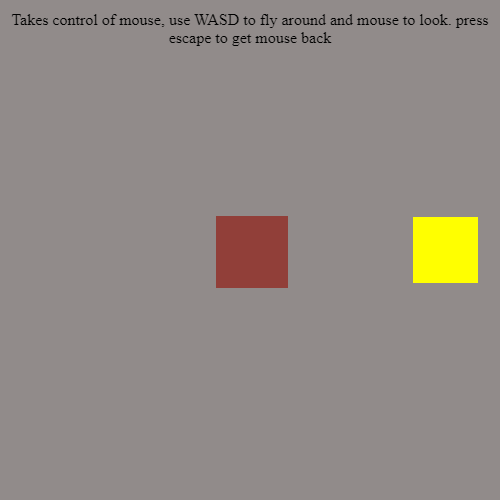 Takes control of mouse, use WASD to fly around and mouse to look. press
escape to get mouse back